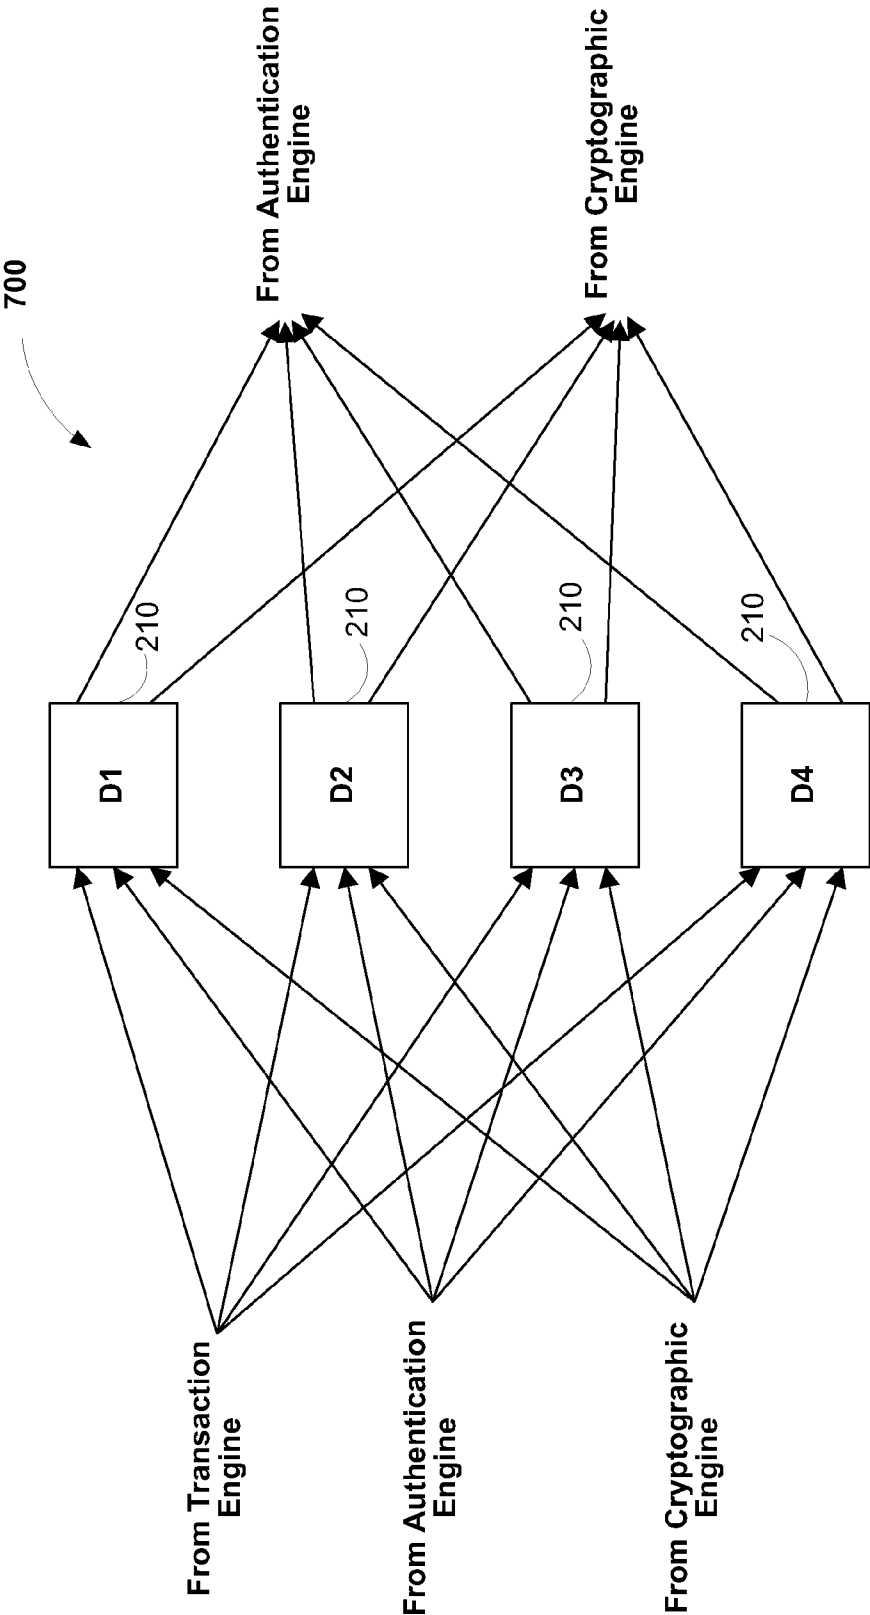 700
From Transaction
Engine
From Authentication
Engine
From Cryptographic
Engine
D1
210
D2
210
D3
210
D4
210
From Authentication
Engine
From Cryptographic
Engine